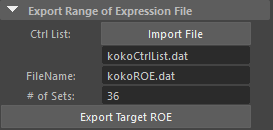 Export Range of Expression File
Ctrl List: Import File
kokoCtrlList.dat
FileName: kokoROE.dat
# of Sets: 36
Export Target ROE